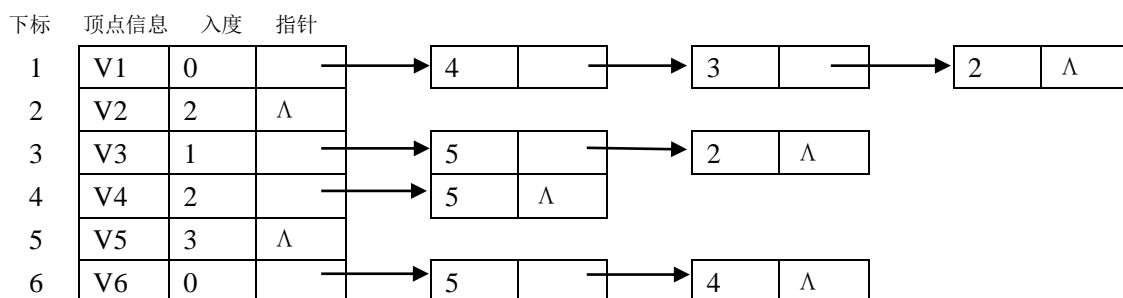 下标 顶点信息 入度 指针
1 V1 0 4 3 2 Λ
2 V2 2 Λ
3 V3 1 5 2 Λ
4 V4 2 5 Λ
5 V5 3 Λ
6 V6 0 5 4 Λ